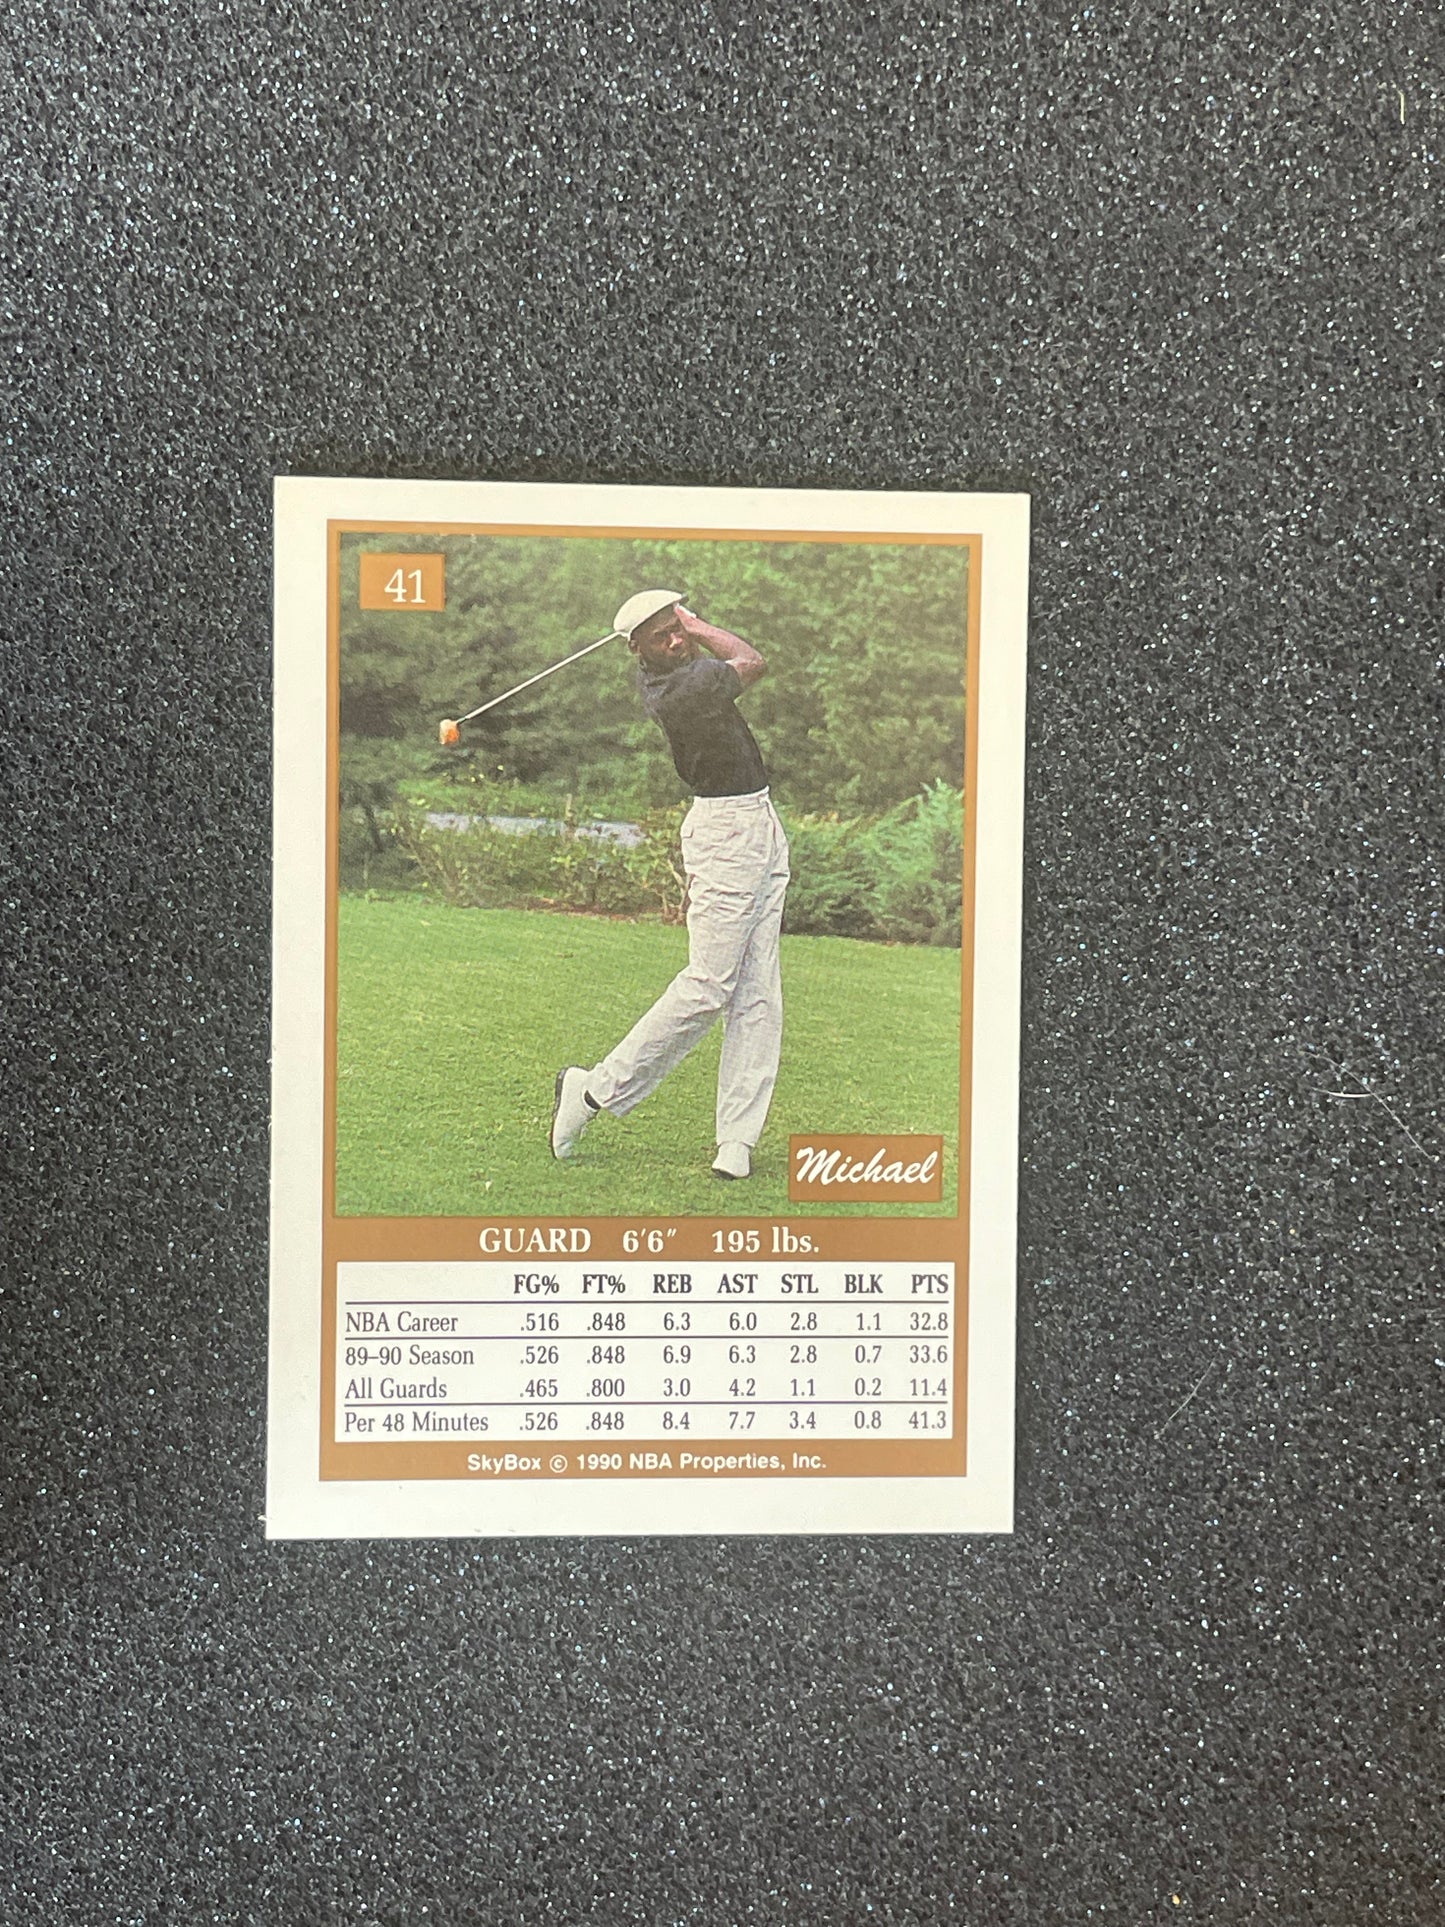 41
Michael
GUARD 6'6" 195 lbs.
FG% FT% REB AST STL BLK PTS
NBA Career .516 .848 6.3 6.0 2.8 1.1 32.8
89–90 Season .526 .848 6.9 6.3 2.8 0.7 33.6
All Guards .465 .800 3.0 4.2 1.1 0.2 11.4
Per 48 Minutes .526 .848 8.4 7.7 3.4 0.8 41.3
SkyBox © 1990 NBA Properties, Inc.